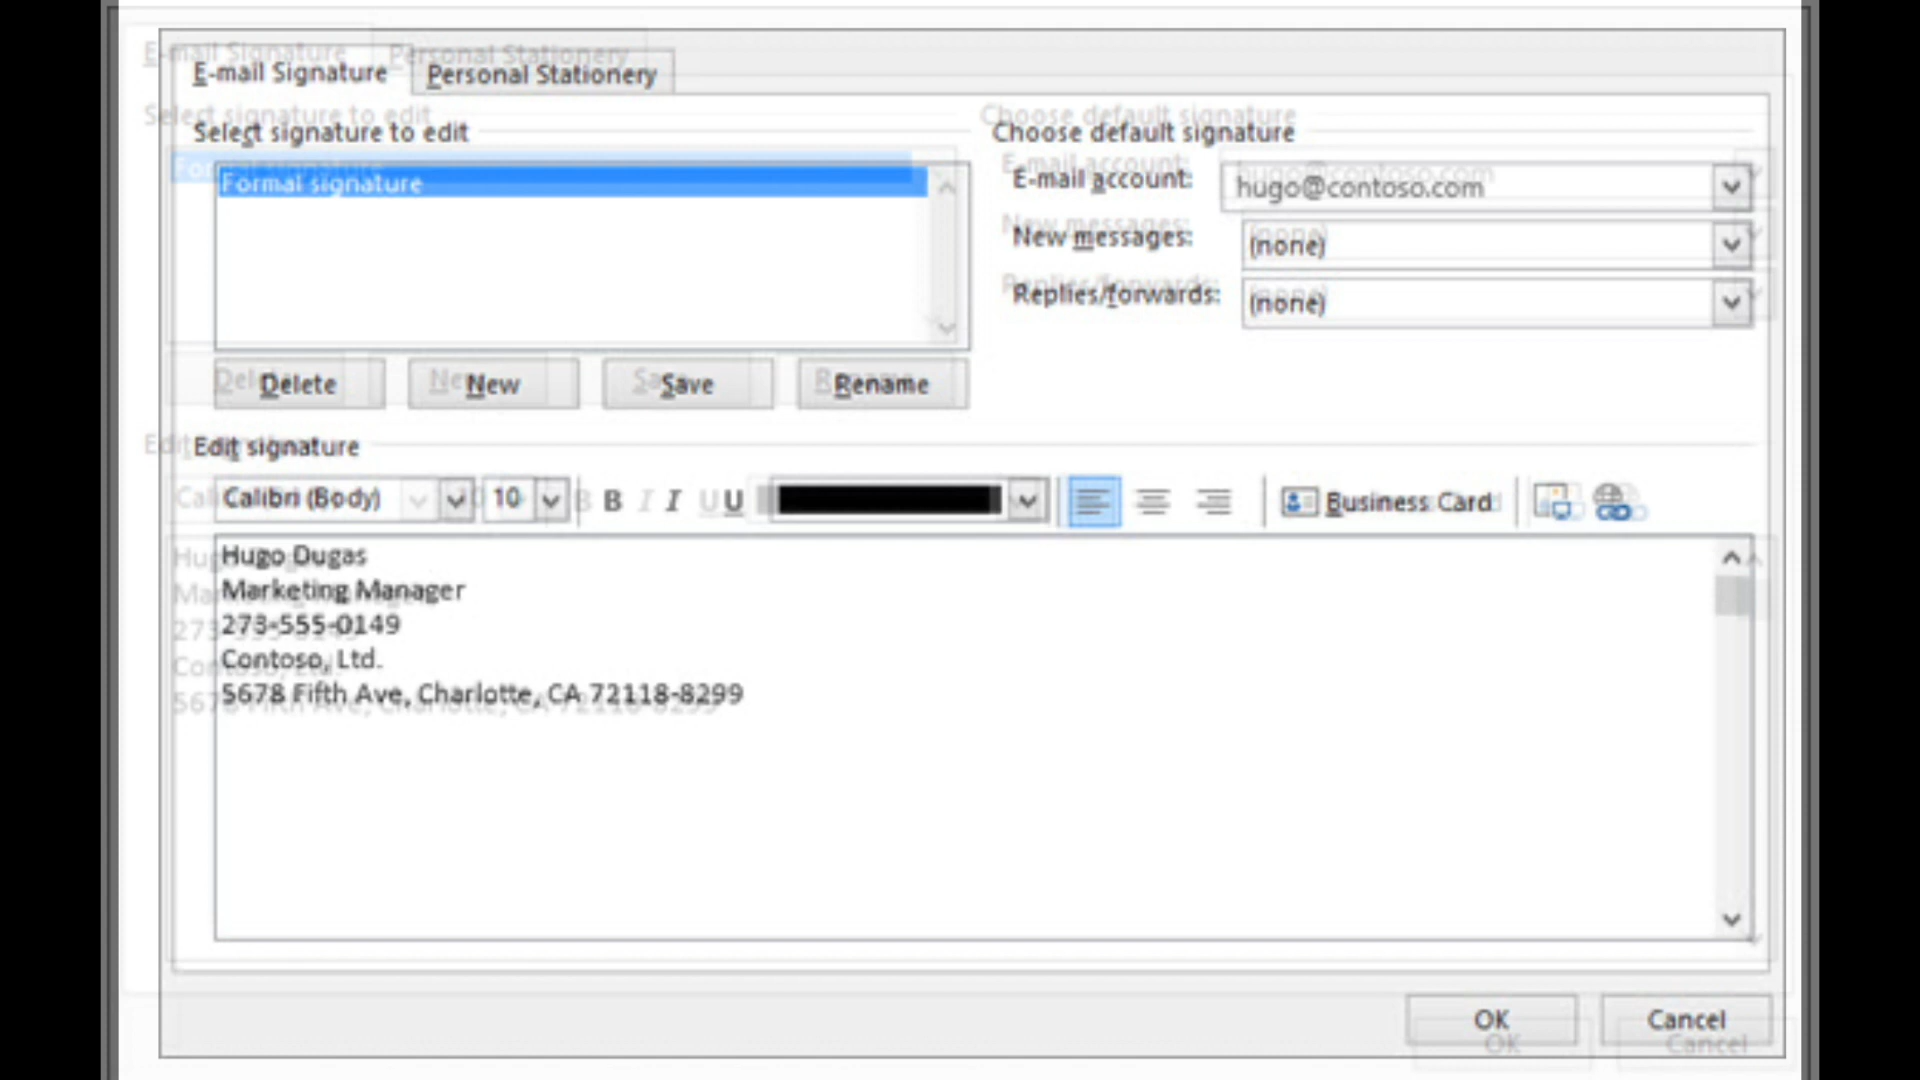 E-mail Signature
Personal Stationery
Select signature to edit
Formal signature
Delete
New
Save
Rename
Choose default signature
E-mail account:
hugo@contoso.com
New messages:
(none)
Replies/forwards:
(none)
Edit signature
Calibri (Body)
10
B
I
U
Business Card
Hugo Dugas
Marketing Manager
273-555-0149
Contoso, Ltd.
5678 Fifth Ave, Charlotte, CA 72118-8299
OK
Cancel